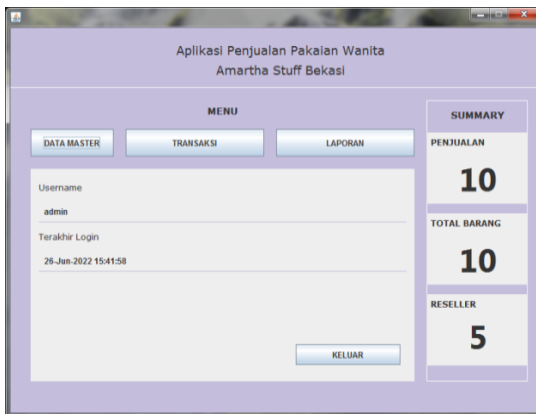 Aplikasi Penjualan Pakaian Wanita
Amartha Stuff Bekasi
MENU
DATA MASTER
TRANSAKSI
LAPORAN
Username
admin
Terakhir Login
26-Jun-2022 15:41:58
KELUAR
SUMMARY
PENJUALAN
10
TOTAL BARANG
10
RESELLER
5